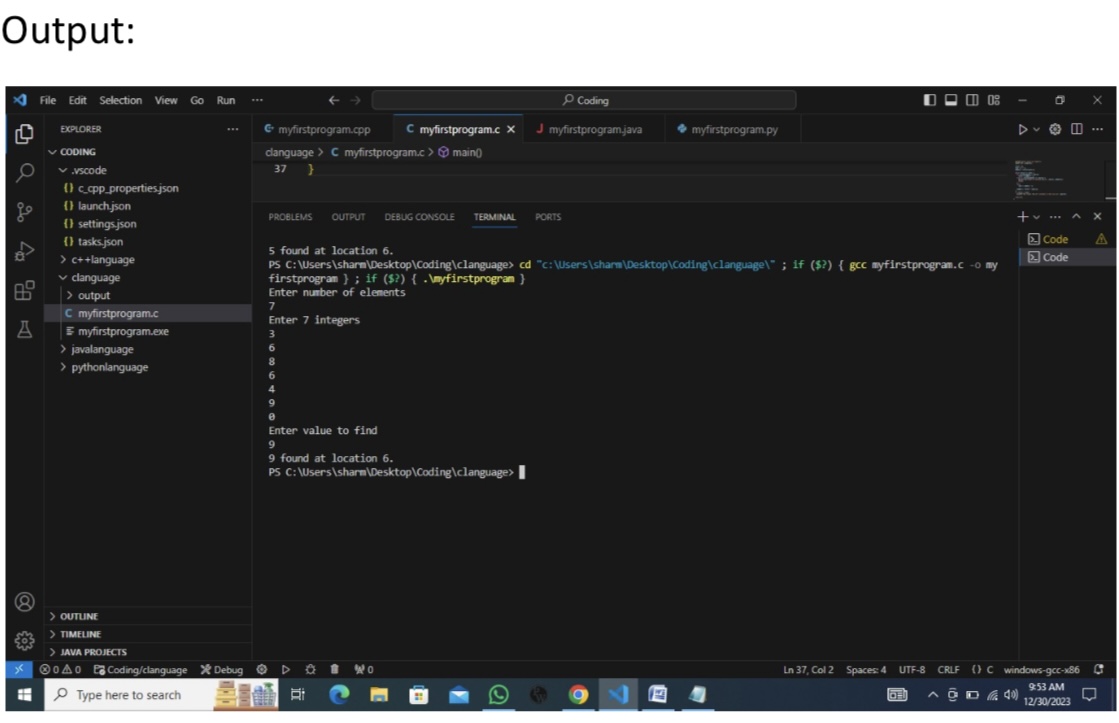 Output:
File Edit Selection View Go Run ··· Coding
EXPLORER ···
myfirstprogram.cpp
myfirstprogram.c
myfirstprogram.java
myfirstprogram.py
CODING
.vscode
c_cpp_properties.json
launch.json
settings.json
tasks.json
c++language
clanguage
output
myfirstprogram.c
myfirstprogram.exe
javalanguage
pythonlanguage
clanguage > C myfirstprogram.c > main()
37 }
PROBLEMS OUTPUT DEBUG CONSOLE TERMINAL PORTS
Code
Code
5 found at location 6.
PS C:\Users\sharm\Desktop\Coding\clanguage> cd "c:\Users\sharm\Desktop\Coding\clanguage\" ; if ($?) { gcc myfirstprogram.c -o my
firstprogram } ; if ($?) { .\myfirstprogram }
Enter number of elements
7
Enter 7 integers
3
6
8
6
4
9
0
Enter value to find
9
9 found at location 6.
PS C:\Users\sharm\Desktop\Coding\clanguage>
OUTLINE
TIMELINE
JAVA PROJECTS
0 0 Coding/clanguage Debug 0 Ln 37, Col 2 Spaces: 4 UTF-8 CRLF {} C windows-gcc-x86
Type here to search 9:53 AM
12/30/2023